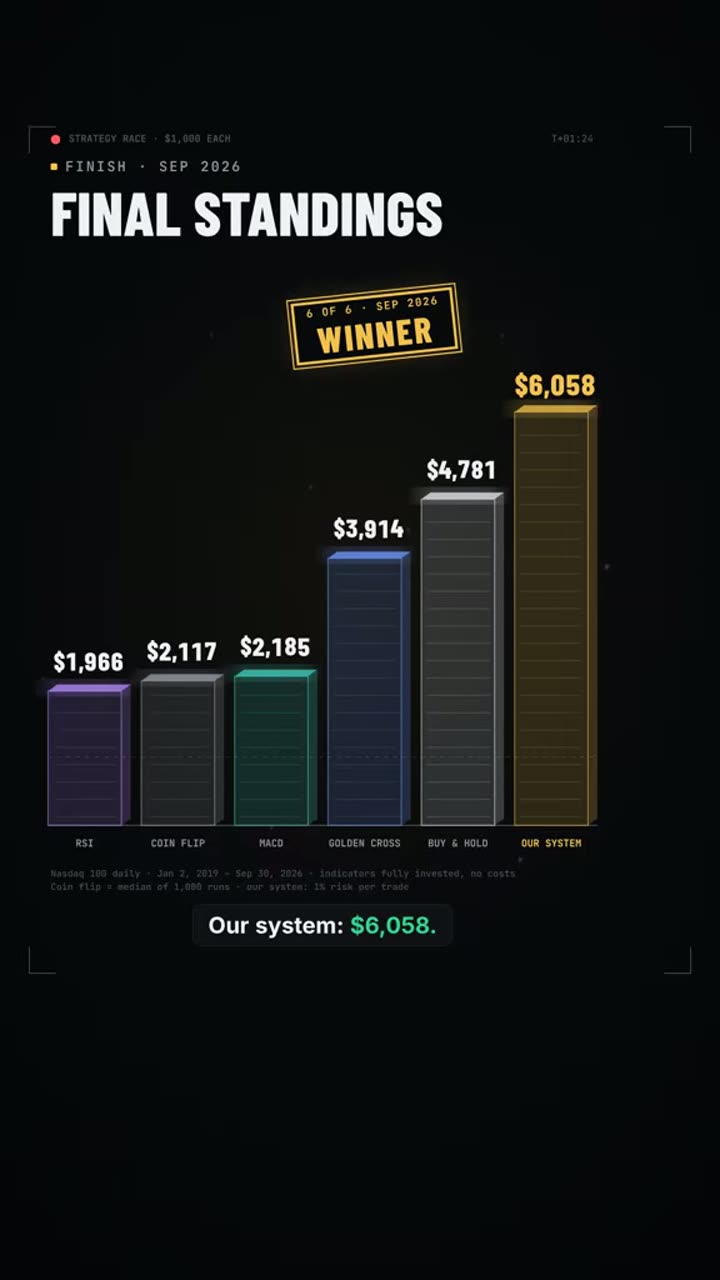 STRATEGY RACE · $1,000 EACH
T+01:24
FINISH · SEP 2026
FINAL STANDINGS
6 OF 6 · SEP 2026
WINNER
$6,058
$4,781
$3,914
$1,966
$2,117
$2,185
RSI
COIN FLIP
MACD
GOLDEN CROSS
BUY & HOLD
OUR SYSTEM
Nasdaq 100 daily · Jan 2, 2019 – Sep 30, 2026 · indicators fully invested, no costs
Coin flip = median of 1,000 runs · our system: 1% risk per trade
Our system: $6,058.